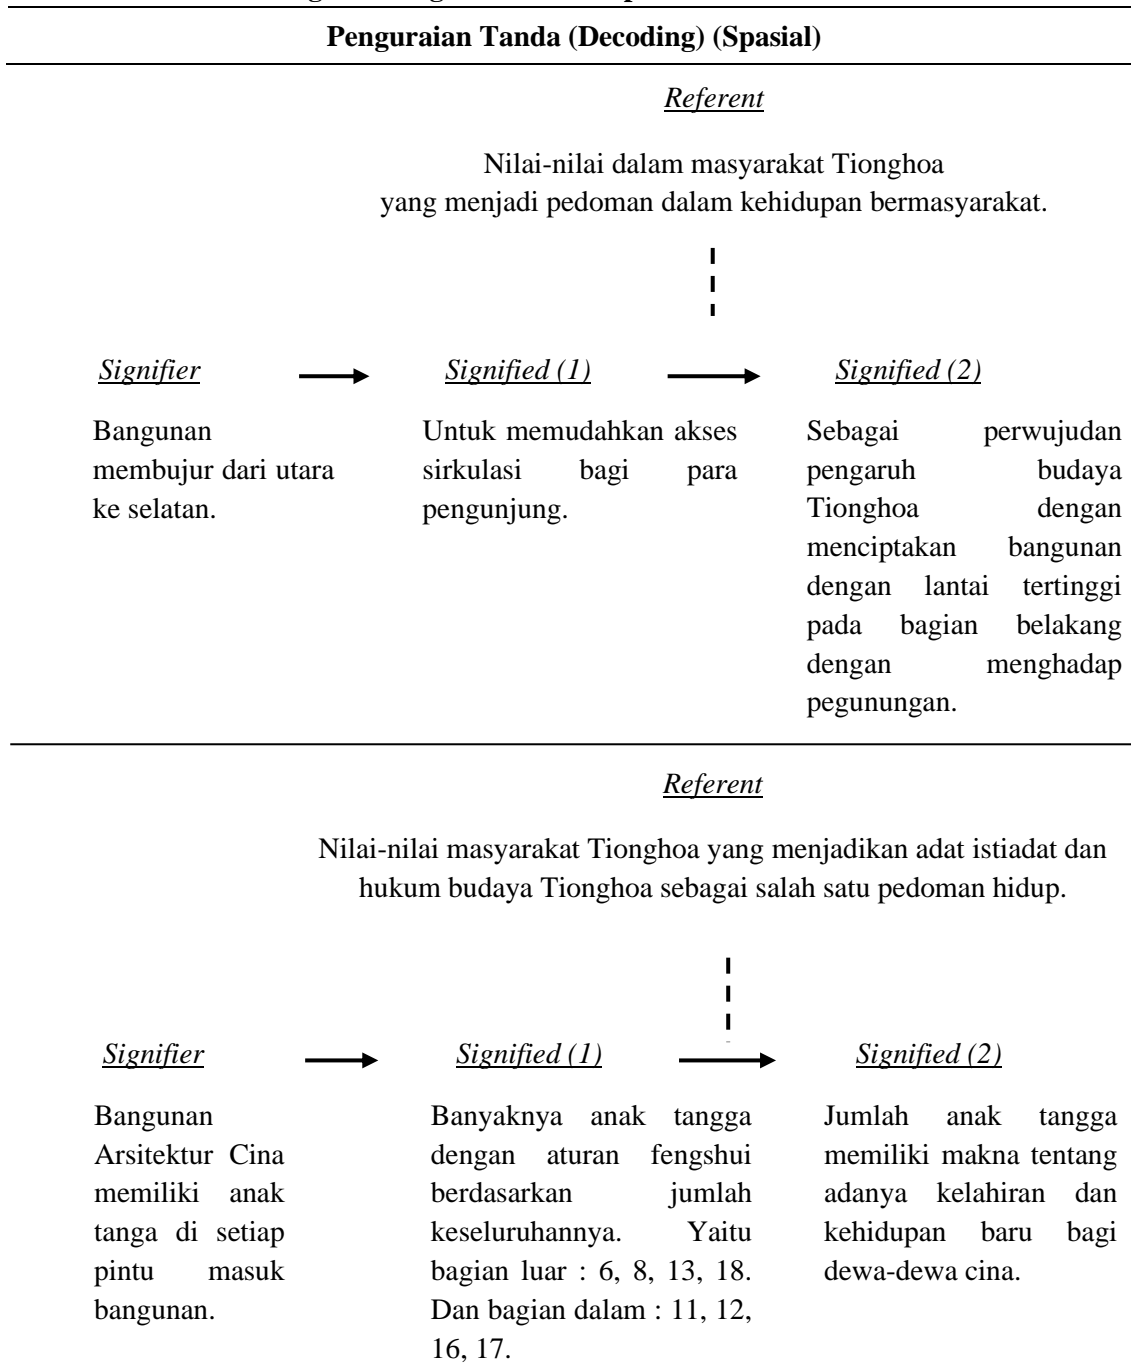 Penguraian Tanda (Decoding) (Spasial)
Referent
Nilai-nilai dalam masyarakat Tionghoa
yang menjadi pedoman dalam kehidupan bermasyarakat.
Signifier
Signified (1)
Signified (2)
Bangunan
membujur dari utara
ke selatan.
Untuk memudahkan akses
sirkulasi bagi para
pengunjung.
Sebagai perwujudan
pengaruh budaya
Tionghoa dengan
menciptakan bangunan
dengan lantai tertinggi
pada bagian belakang
dengan menghadap
pegunungan.
Referent
Nilai-nilai masyarakat Tionghoa yang menjadikan adat istiadat dan
hukum budaya Tionghoa sebagai salah satu pedoman hidup.
Signifier
Signified (1)
Signified (2)
Bangunan
Arsitektur Cina
memiliki anak
tanga di setiap
pintu masuk
bangunan.
Banyaknya anak tangga
dengan aturan fengshui
berdasarkan jumlah
keseluruhannya. Yaitu
bagian luar : 6, 8, 13, 18.
Dan bagian dalam : 11, 12,
16, 17.
Jumlah anak tangga
memiliki makna tentang
adanya kelahiran dan
kehidupan baru bagi
dewa-dewa cina.